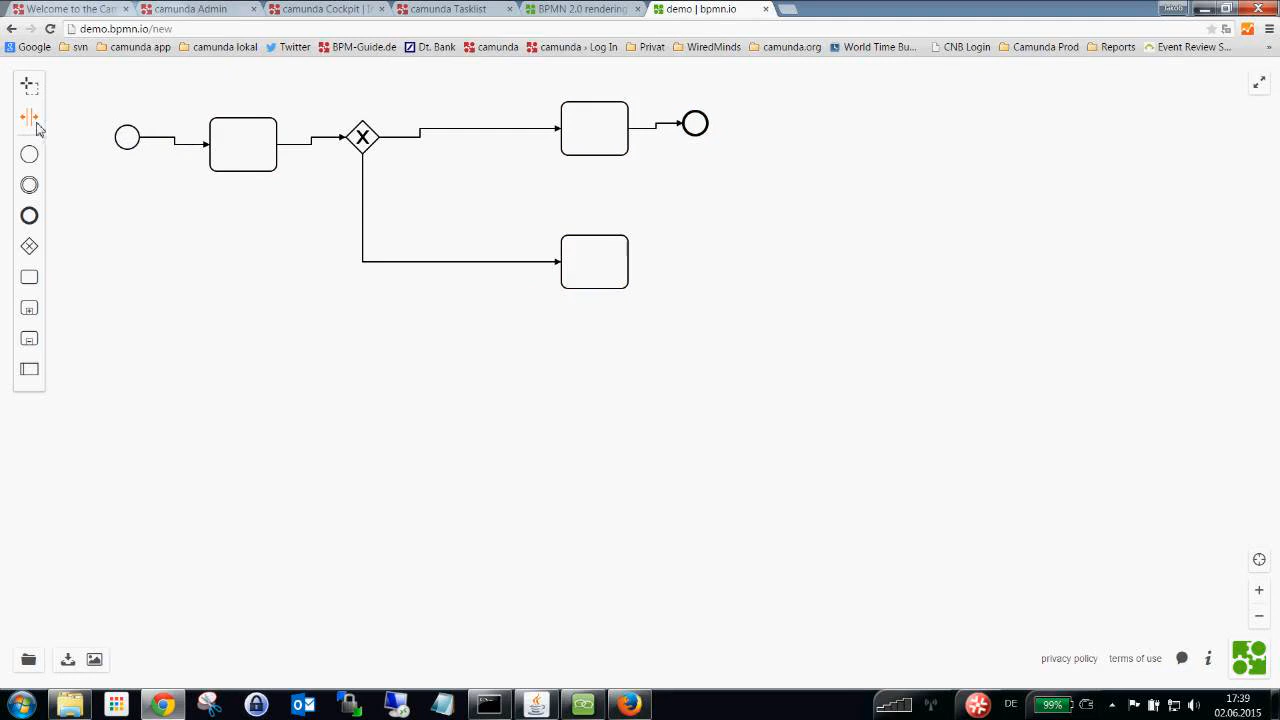 Welcome to the Cam
camunda Admin
camunda Cockpit | I
camunda Tasklist
BPMN 2.0 rendering
demo | bpmn.io
Jakob
demo.bpmn.io/new
Google
svn
camunda app
camunda lokal
Twitter
BPM-Guide.de
Dt. Bank
camunda
camunda › Log In
Privat
WiredMinds
camunda.org
World Time Bu...
CNB Login
Camunda Prod
Reports
Event Review S...
X
privacy policy
terms of use
DE
99%
17:39
02.06.2015